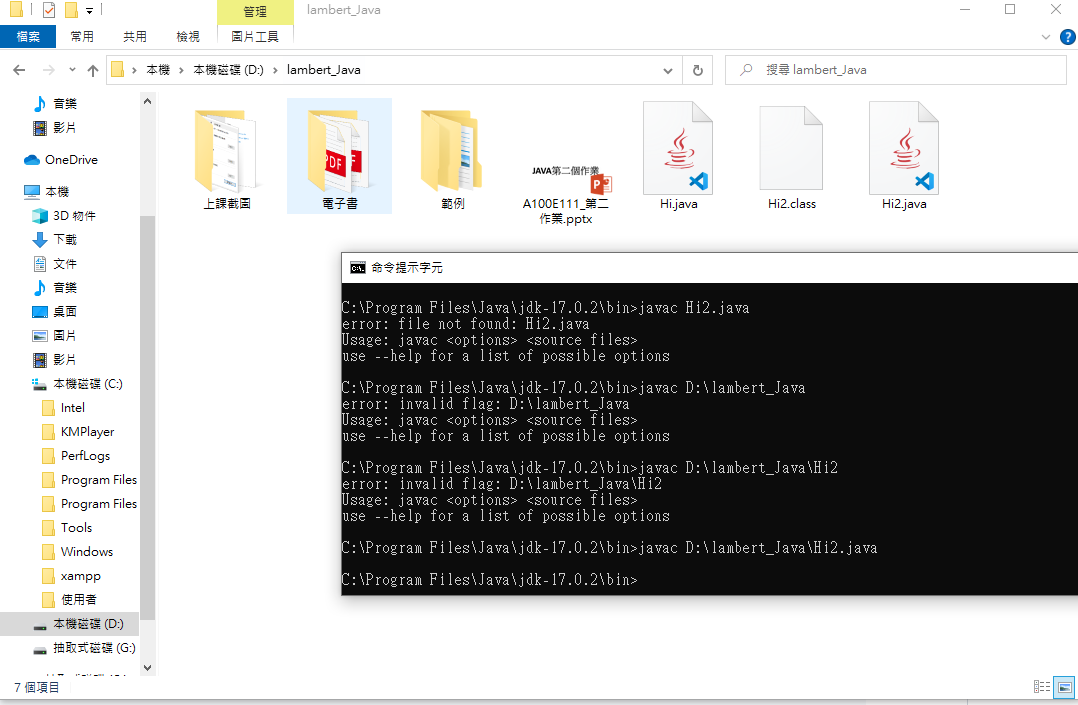 管理
lambert_Java
檔案
常用
共用
檢視
圖片工具
本機 › 本機磁碟 (D:) › lambert_Java
搜尋 lambert_Java
音樂
影片
OneDrive
本機
3D 物件
下載
文件
音樂
桌面
圖片
影片
本機磁碟 (C:)
Intel
KMPlayer
PerfLogs
Program Files
Program Files
Tools
Windows
xampp
使用者
本機磁碟 (D:)
抽取式磁碟 (G:)
上課截圖
PDF
電子書
範例
JAVA第二個作業
A100E111_第二
作業.pptx
Hi.java
Hi2.class
Hi2.java
命令提示字元
C:\Program Files\Java\jdk-17.0.2\bin>javac Hi2.java
error: file not found: Hi2.java
Usage: javac <options> <source files>
use --help for a list of possible options
C:\Program Files\Java\jdk-17.0.2\bin>javac D:\lambert_Java
error: invalid flag: D:\lambert_Java
Usage: javac <options> <source files>
use --help for a list of possible options
C:\Program Files\Java\jdk-17.0.2\bin>javac D:\lambert_Java\Hi2
error: invalid flag: D:\lambert_Java\Hi2
Usage: javac <options> <source files>
use --help for a list of possible options
C:\Program Files\Java\jdk-17.0.2\bin>javac D:\lambert_Java\Hi2.java
C:\Program Files\Java\jdk-17.0.2\bin>
7 個項目